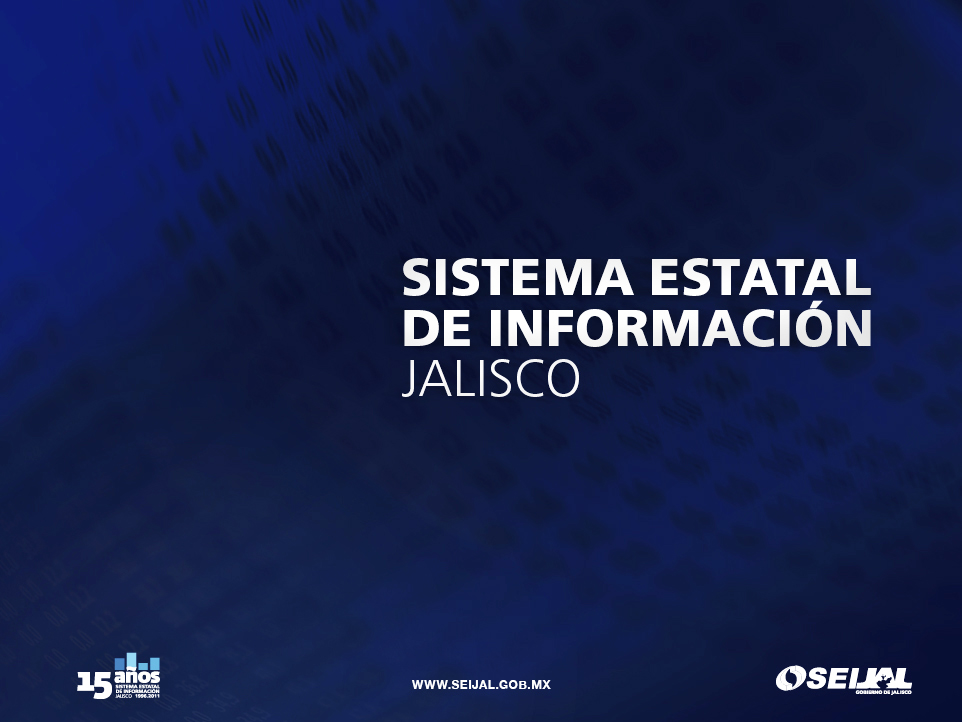 SISTEMA ESTATAL
DE INFORMACIÓN
JALISCO
15 años
SISTEMA ESTATAL
DE INFORMACIÓN
JALISCO 1996-2011
WWW.SEIJAL.GOB.MX
SEIJAL
GOBIERNO DE JALISCO